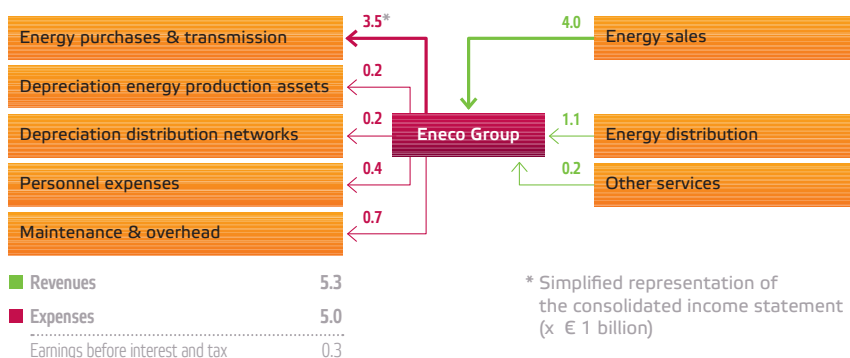 Energy purchases & transmission
3.5*
4.0
Energy sales
Depreciation energy production assets
0.2
Depreciation distribution networks
0.2
Eneco Group
1.1
Energy distribution
Personnel expenses
0.4
0.2
Other services
Maintenance & overhead
0.7
Revenues 5.3
Expenses 5.0
Earnings before interest and tax 0.3
* Simplified representation of
the consolidated income statement
(x € 1 billion)